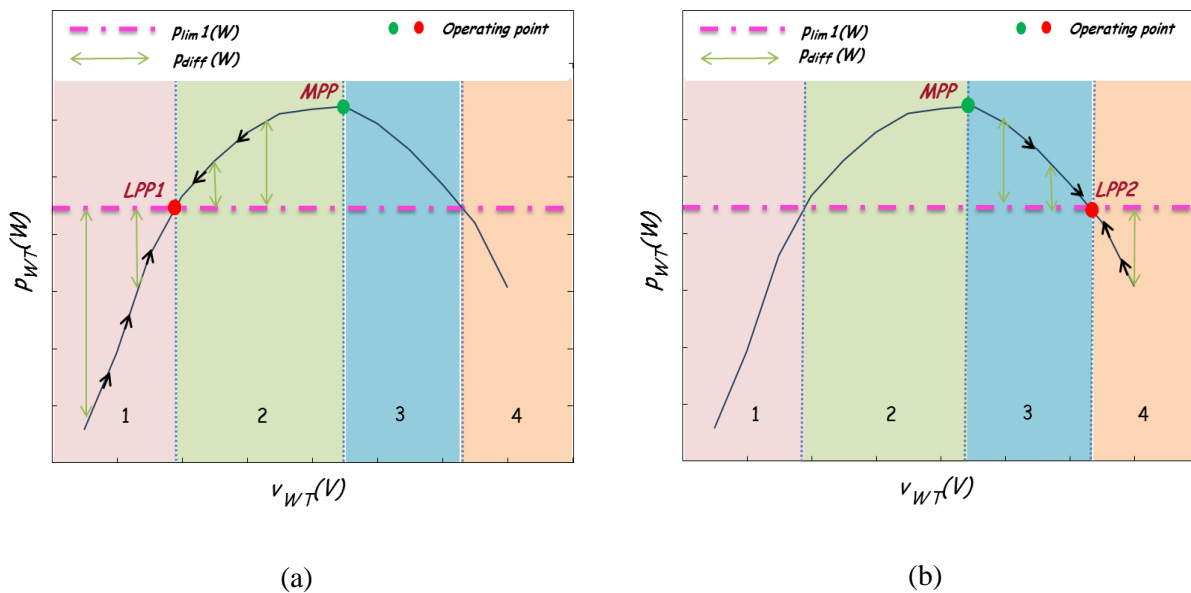 Plim 1(W)
Operating point
Pdiff (W)
MPP
LPP1
1
2
3
4
PWT(W)
vWT(V)
(a)
Plim 1(W)
Operating point
Pdiff (W)
MPP
LPP2
1
2
3
4
PWT(W)
vWT(V)
(b)